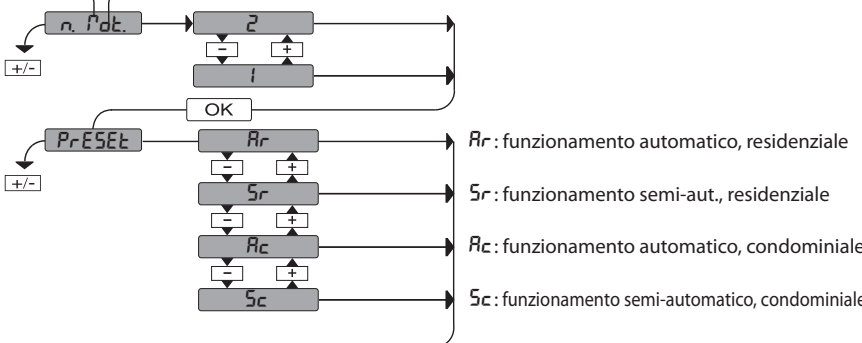 n. Mot.
2
- +
+/-
1
OK
PrESEt
Ar
Ar : funzionamento automatico, residenziale
- +
+/-
Sr
Sr : funzionamento semi-aut., residenziale
- +
Ac
Ac : funzionamento automatico, condominiale
- +
Sc
Sc : funzionamento semi-automatico, condominiale